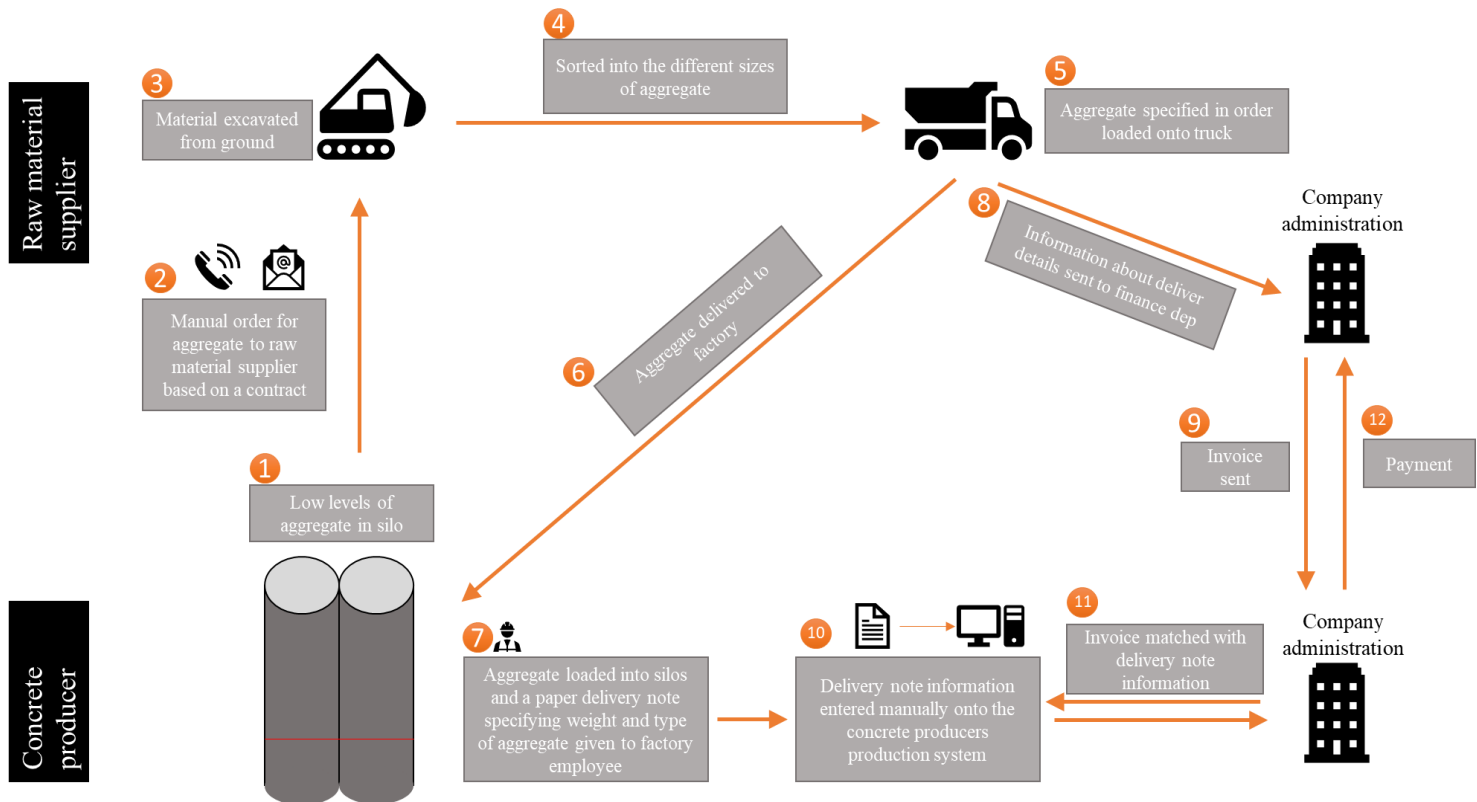 Raw material
supplier
Concrete
producer
1
Low levels of
aggregate in silo
2
@
Manual order for
aggregate to raw
material supplier
based on a contract
3
Material excavated
from ground
4
Sorted into the different sizes
of aggregate
5
Aggregate specified in order
loaded onto truck
6
Aggregate delivered to
factory
7
Aggregate loaded into silos
and a paper delivery note
specifying weight and type
of aggregate given to factory
employee
8
Information about deliver
details sent to finance dep
Company
administration
9
Invoice
sent
10
Delivery note information
entered manually onto the
concrete producers
production system
11
Invoice matched with
delivery note
information
12
Payment
Company
administration